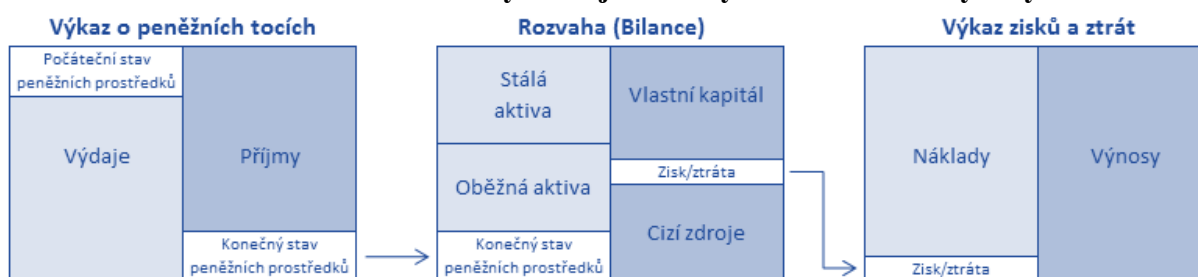 Výkaz o peněžních tocích
Počáteční stav
peněžních prostředků
Výdaje
Příjmy
Konečný stav
peněžních prostředků
Rozvaha (Bilance)
Stálá
aktiva
Oběžná aktiva
Konečný stav
peněžních prostředků
Vlastní kapitál
Zisk/ztráta
Cizí zdroje
Výkaz zisků a ztrát
Náklady
Zisk/ztráta
Výnosy